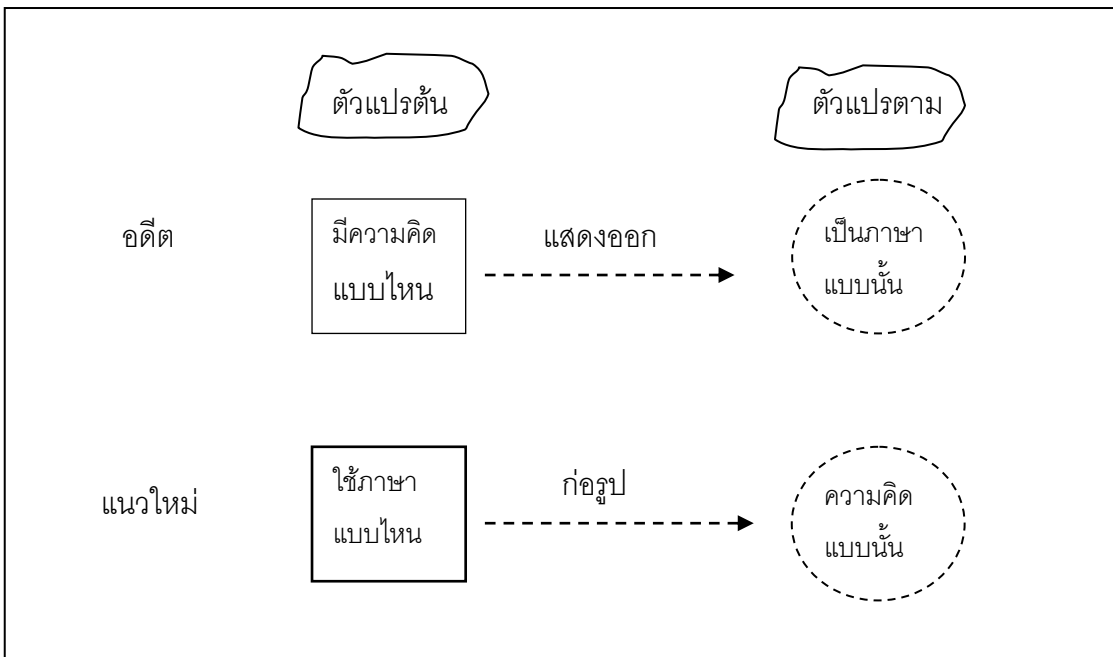 ตัวแปรต้น
ตัวแปรตาม
อดีต
มีความคิด
แบบไหน
แสดงออก
เป็นภาษา
แบบนั้น
แนวใหม่
ใช้ภาษา
แบบไหน
ก่อรูป
ความคิด
แบบนั้น